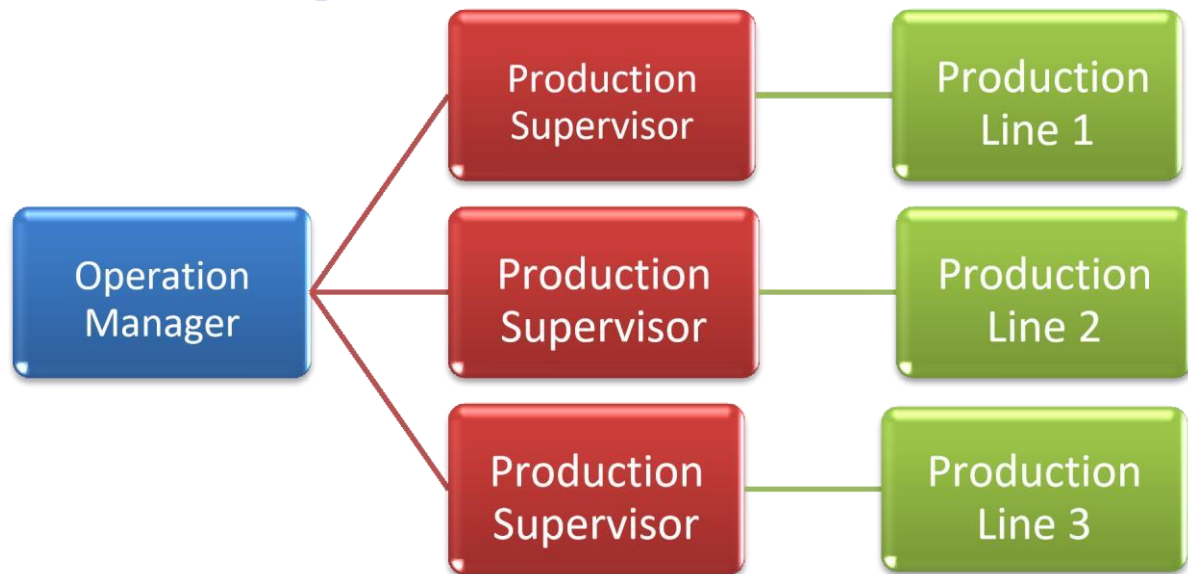 Production
Supervisor
Production
Line 1
Operation
Manager
Production
Supervisor
Production
Line 2
Production
Supervisor
Production
Line 3